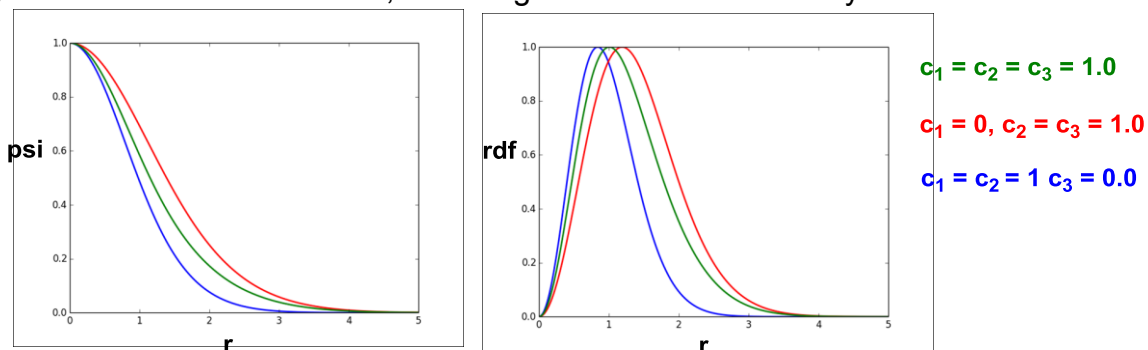 1.0
0.8
0.6
0.4
0.2
0.0
psi
0 1 2 3 4 5
r
1.0
0.8
0.6
0.4
0.2
0.0
rdf
0 1 2 3 4 5
r
c1 = c2 = c3 = 1.0
c1 = 0, c2 = c3 = 1.0
c1 = c2 = 1 c3 = 0.0